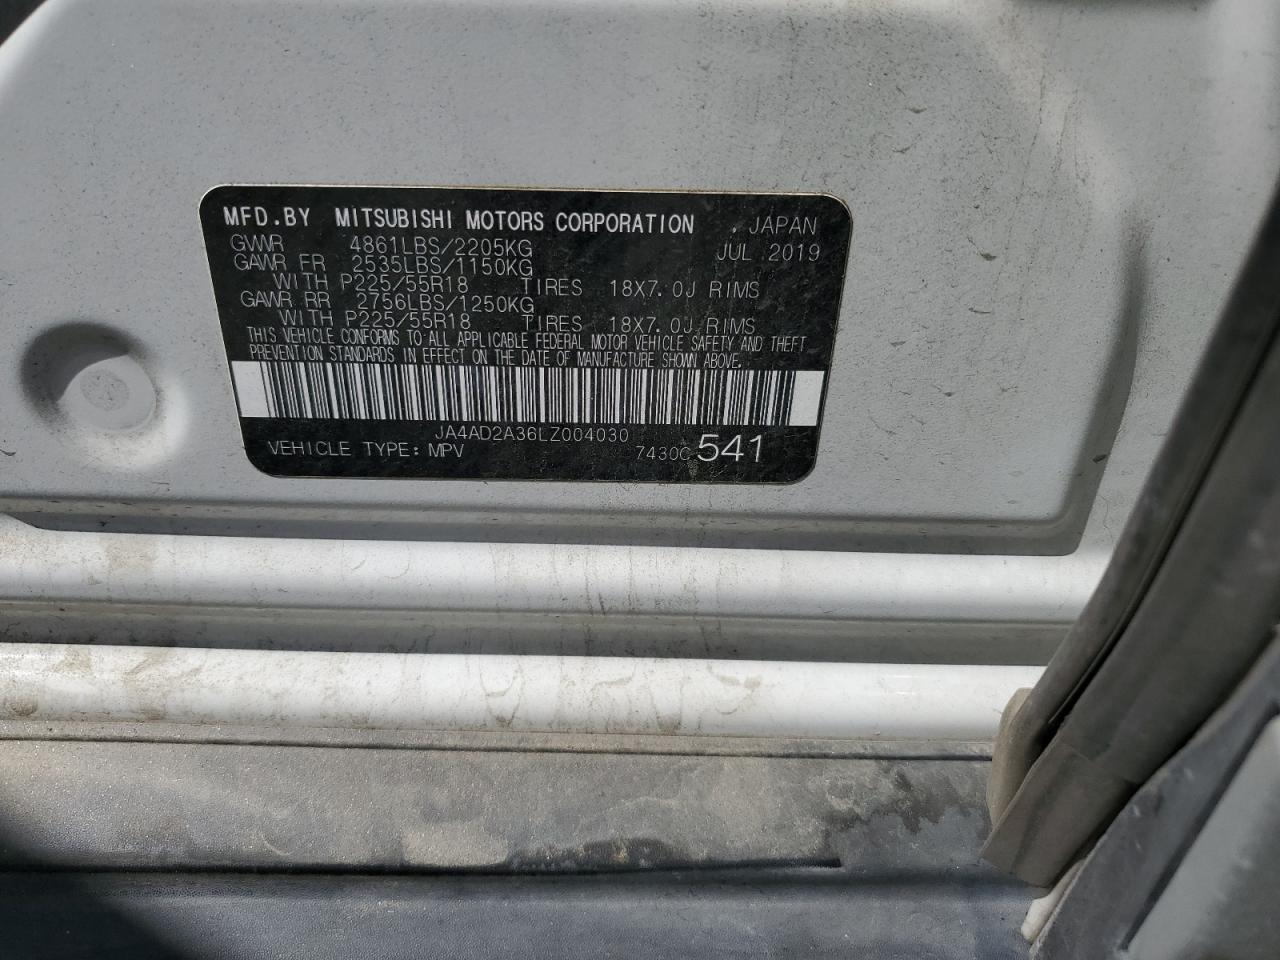 MFD.BY MITSUBISHI MOTORS CORPORATION . JAPAN
GVWR 4861LBS/2205KG JUL 2019
GAWR FR 2535LBS/1150KG
WITH P225/55R18 TIRES 18X7.0J RIMS
GAWR RR 2756LBS/1250KG
WITH P225/55R18 TIRES 18X7.0J RIMS
THIS VEHICLE CONFORMS TO ALL APPLICABLE FEDERAL MOTOR VEHICLE SAFETY AND THEFT
PREVENTION STANDARDS IN EFFECT ON THE DATE OF MANUFACTURE SHOWN ABOVE.
JA4AD2A36LZ004030
VEHICLE TYPE: MPV 7430C 541